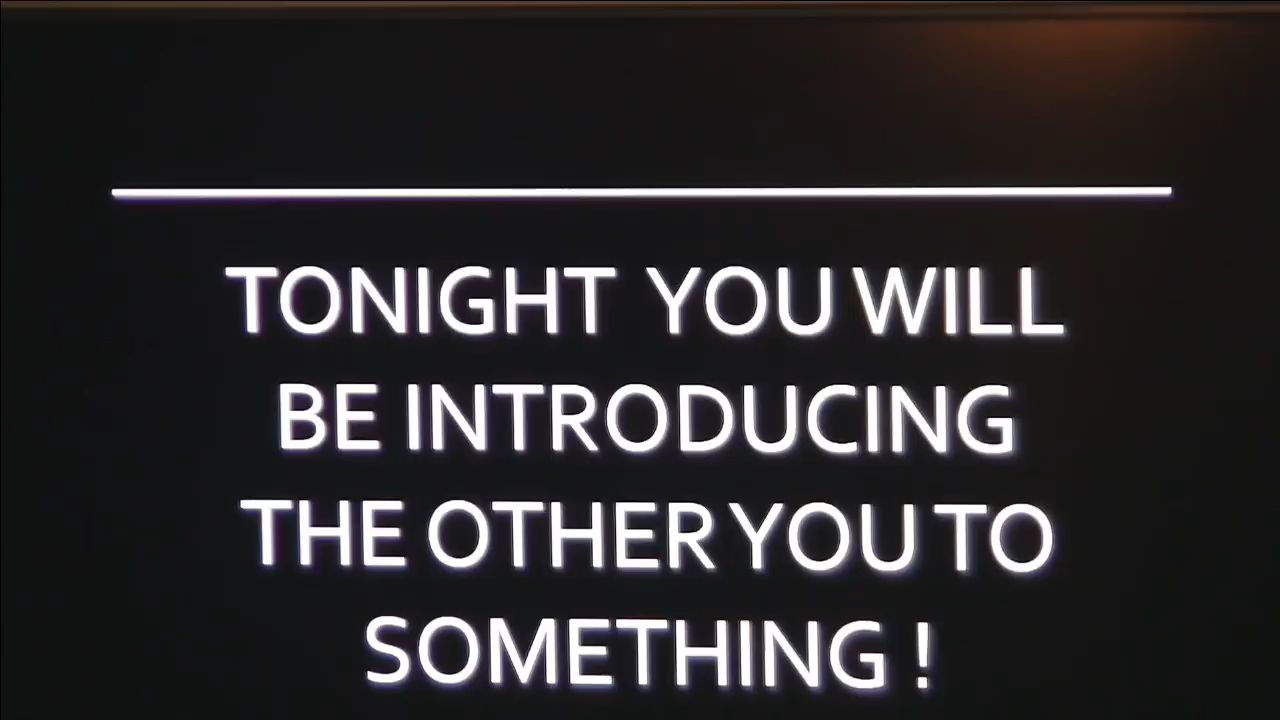 TONIGHT YOU WILL
BE INTRODUCING
THE OTHER YOU TO
SOMETHING !